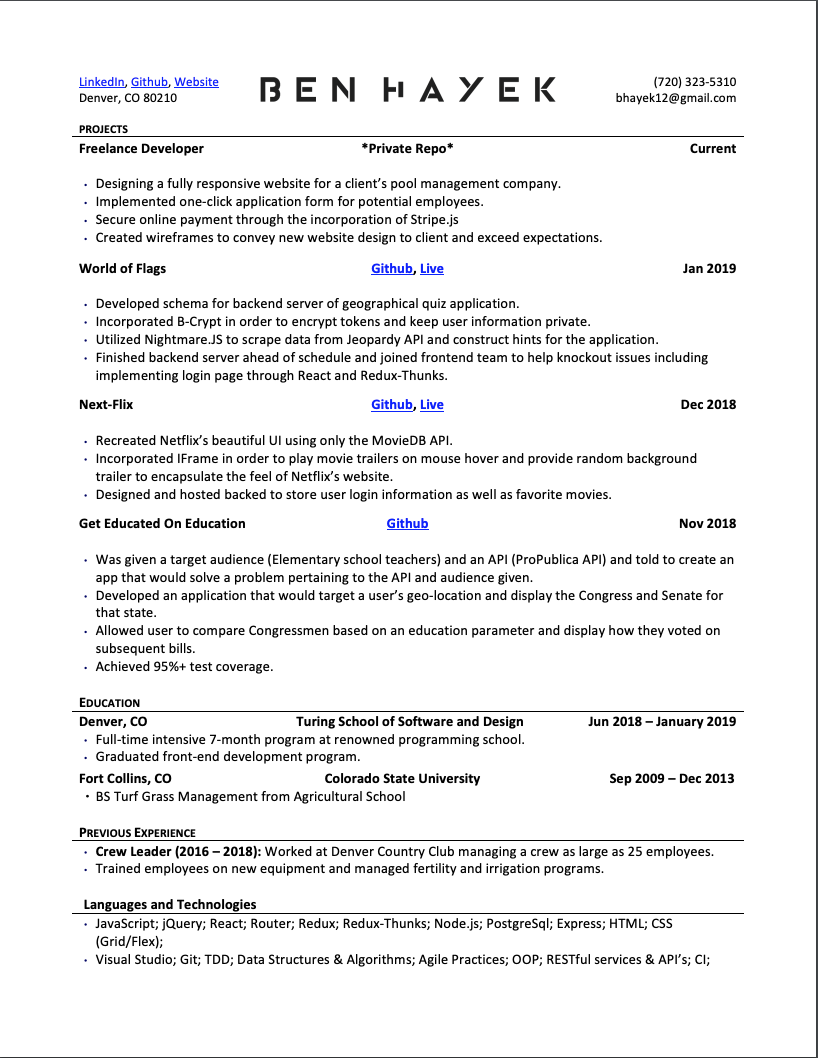 LinkedIn, Github, Website BEN HAYEK (720) 323-5310
Denver, CO 80210 bhayek12@gmail.com
PROJECTS
Freelance Developer *Private Repo* Current
· Designing a fully responsive website for a client’s pool management company.
· Implemented one-click application form for potential employees.
· Secure online payment through the incorporation of Stripe.js
· Created wireframes to convey new website design to client and exceed expectations.
World of Flags Github, Live Jan 2019
· Developed schema for backend server of geographical quiz application.
· Incorporated B-Crypt in order to encrypt tokens and keep user information private.
· Utilized Nightmare.JS to scrape data from Jeopardy API and construct hints for the application.
· Finished backend server ahead of schedule and joined frontend team to help knockout issues including
implementing login page through React and Redux-Thunks.
Next-Flix Github, Live Dec 2018
· Recreated Netflix’s beautiful UI using only the MovieDB API.
· Incorporated IFrame in order to play movie trailers on mouse hover and provide random background
trailer to encapsulate the feel of Netflix’s website.
· Designed and hosted backed to store user login information as well as favorite movies.
Get Educated On Education Github Nov 2018
· Was given a target audience (Elementary school teachers) and an API (ProPublica API) and told to create an
app that would solve a problem pertaining to the API and audience given.
· Developed an application that would target a user’s geo-location and display the Congress and Senate for
that state.
· Allowed user to compare Congressmen based on an education parameter and display how they voted on
subsequent bills.
· Achieved 95%+ test coverage.
EDUCATION
Denver, CO Turing School of Software and Design Jun 2018 – January 2019
· Full-time intensive 7-month program at renowned programming school.
· Graduated front-end development program.
Fort Collins, CO Colorado State University Sep 2009 – Dec 2013
· BS Turf Grass Management from Agricultural School
PREVIOUS EXPERIENCE
· Crew Leader (2016 – 2018): Worked at Denver Country Club managing a crew as large as 25 employees.
· Trained employees on new equipment and managed fertility and irrigation programs.
Languages and Technologies
· JavaScript; jQuery; React; Router; Redux; Redux-Thunks; Node.js; PostgreSql; Express; HTML; CSS
(Grid/Flex);
· Visual Studio; Git; TDD; Data Structures & Algorithms; Agile Practices; OOP; RESTful services & API’s; CI;